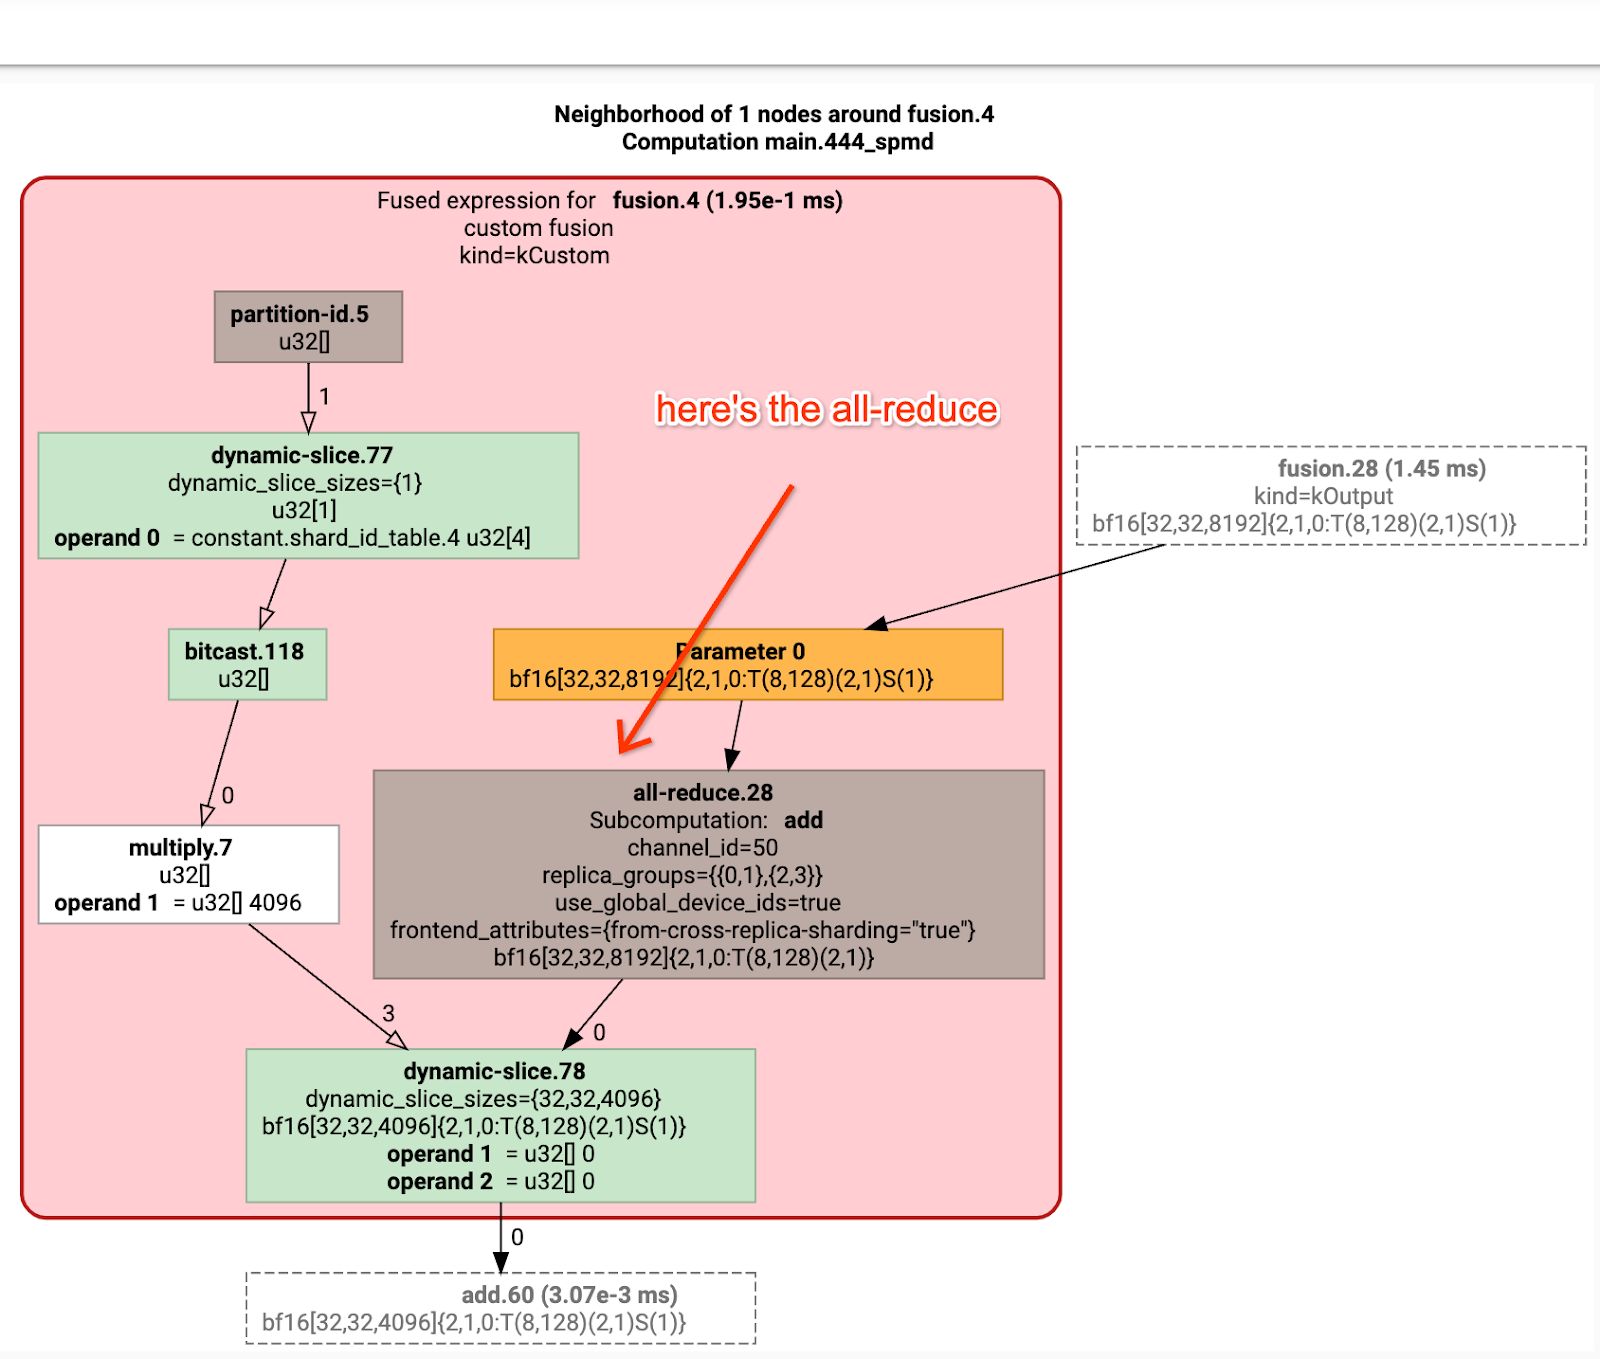 Neighborhood of 1 nodes around fusion.4
Computation main.444_spmd
Fused expression for fusion.4 (1.95e-1 ms)
custom fusion
kind=kCustom
partition-id.5
u32[]
1
here's the all-reduce
dynamic-slice.77
dynamic_slice_sizes={1}
u32[1]
operand 0 = constant.shard_id_table.4 u32[4]
fusion.28 (1.45 ms)
kind=kOutput
bf16[32,32,8192]{2,1,0:T(8,128)(2,1)S(1)}
bitcast.118
u32[]
Parameter 0
bf16[32,32,8192]{2,1,0:T(8,128)(2,1)S(1)}
0
multiply.7
u32[]
operand 1 = u32[] 4096
all-reduce.28
Subcomputation: add
channel_id=50
replica_groups={{0,1},{2,3}}
use_global_device_ids=true
frontend_attributes={from-cross-replica-sharding="true"}
bf16[32,32,8192]{2,1,0:T(8,128)(2,1)}
3
0
dynamic-slice.78
dynamic_slice_sizes={32,32,4096}
bf16[32,32,4096]{2,1,0:T(8,128)(2,1)S(1)}
operand 1 = u32[] 0
operand 2 = u32[] 0
0
add.60 (3.07e-3 ms)
bf16[32,32,4096]{2,1,0:T(8,128)(2,1)S(1)}